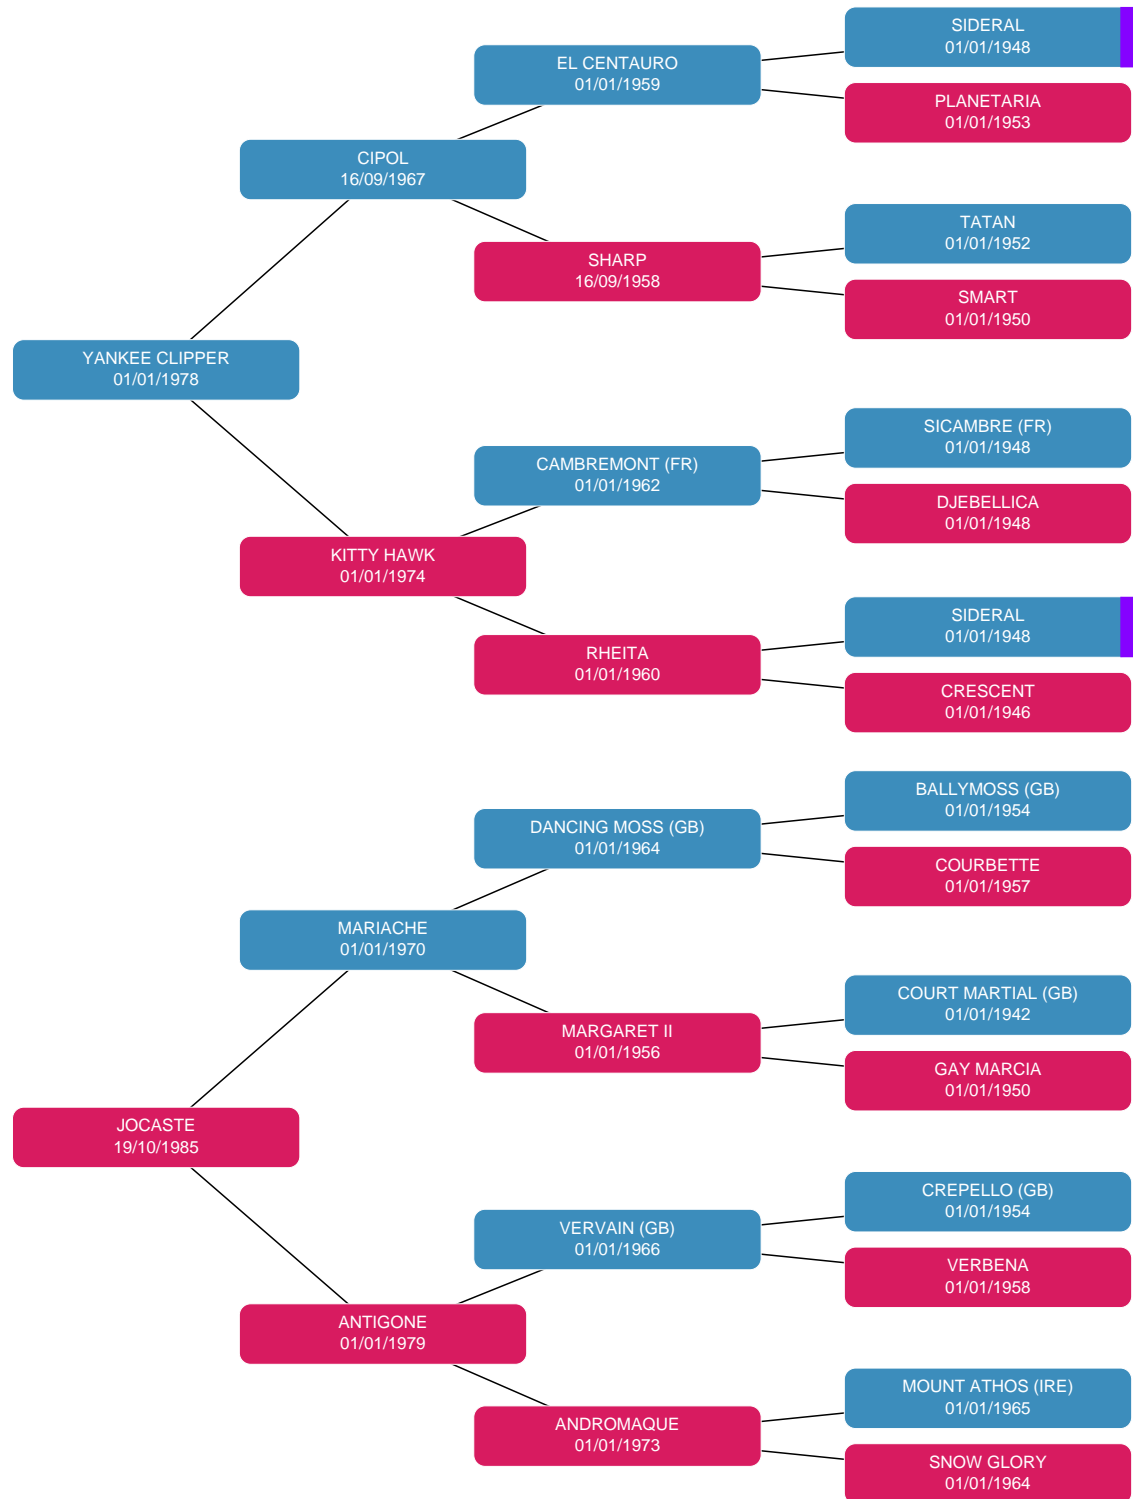 SIDERAL
01/01/1948
EL CENTAURO
01/01/1959
PLANETARIA
01/01/1953
CIPOL
16/09/1967
TATAN
01/01/1952
SHARP
16/09/1958
SMART
01/01/1950
YANKEE CLIPPER
01/01/1978
SICAMBRE (FR)
01/01/1948
CAMBREMONT (FR)
01/01/1962
DJEBELLICA
01/01/1948
KITTY HAWK
01/01/1974
SIDERAL
01/01/1948
RHEITA
01/01/1960
CRESCENT
01/01/1946
BALLYMOSS (GB)
01/01/1954
DANCING MOSS (GB)
01/01/1964
COURBETTE
01/01/1957
MARIACHE
01/01/1970
COURT MARTIAL (GB)
01/01/1942
MARGARET II
01/01/1956
GAY MARCIA
01/01/1950
JOCASTE
19/10/1985
CREPELLO (GB)
01/01/1954
VERVAIN (GB)
01/01/1966
VERBENA
01/01/1958
ANTIGONE
01/01/1979
MOUNT ATHOS (IRE)
01/01/1965
ANDROMAQUE
01/01/1973
SNOW GLORY
01/01/1964